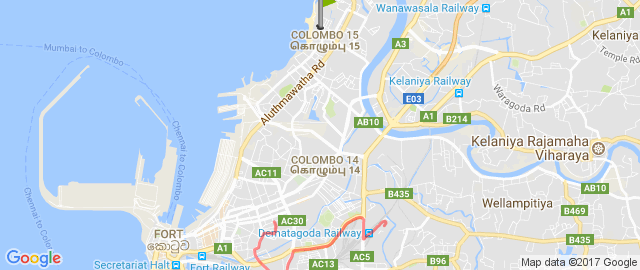 Wanawasala Railway
COLOMBO 15
கொழும்பு 15
A3
A1
Kelaniya
Mumbai to Colombo
Temple Rd
Kelaniya Railway
Aluthmawatha Rd
E03
Waragoda Rd
A1
B214
AB10
Chennai to Colombo
Chennai to Colombo
Kelaniya Rajamaha
Viharaya
COLOMBO 14
கொழும்பு 14
AC11
AB10
B435
Wellampitiya
B469
AC30
FORT
කොටුව
Dematagoda Railway
B435
A1
Secretariat Halt
Fort Railway
AC13
AC5
B96
Google
Map data ©2017 Google